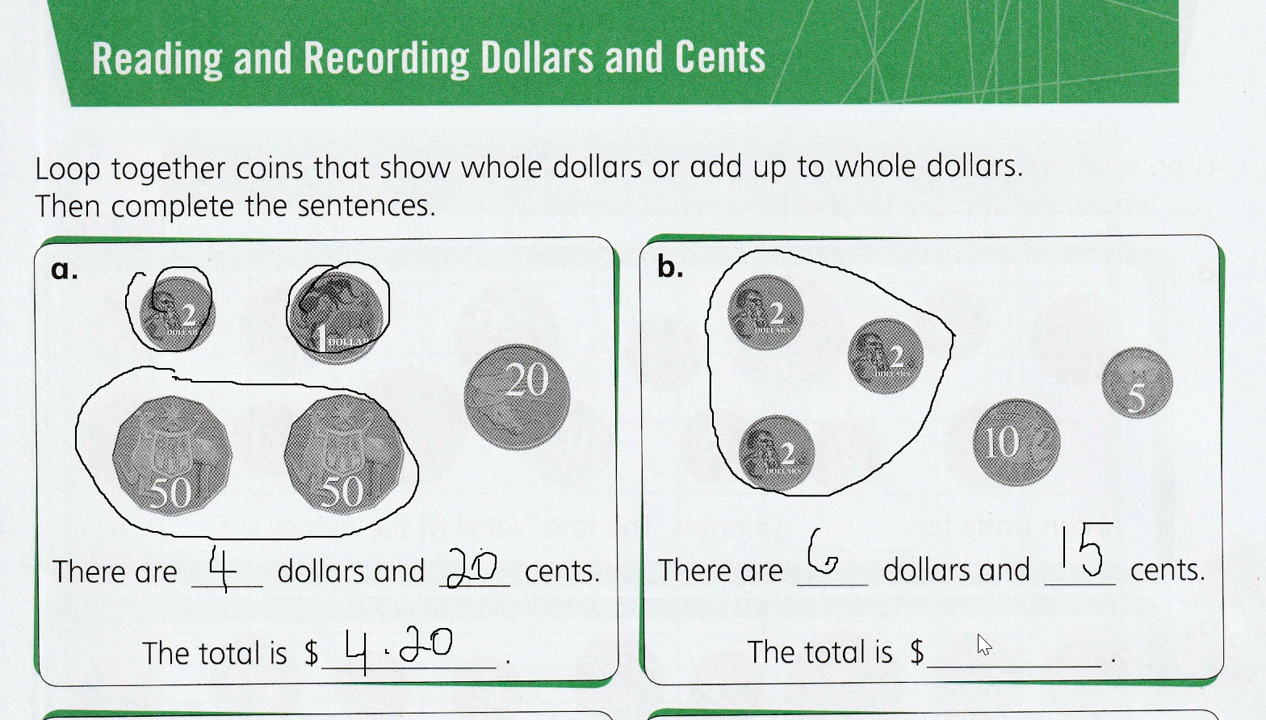 Reading and Recording Dollars and Cents
Loop together coins that show whole dollars or add up to whole dollars.
Then complete the sentences.
a.
2
DOLLARS
1 DOLLAR
20
50
50
There are 4 dollars and 20 cents.
The total is $ 4.20 .
b.
2
DOLLARS
2
DOLLARS
5
2
DOLLARS
10
There are 6 dollars and 15 cents.
The total is $ .